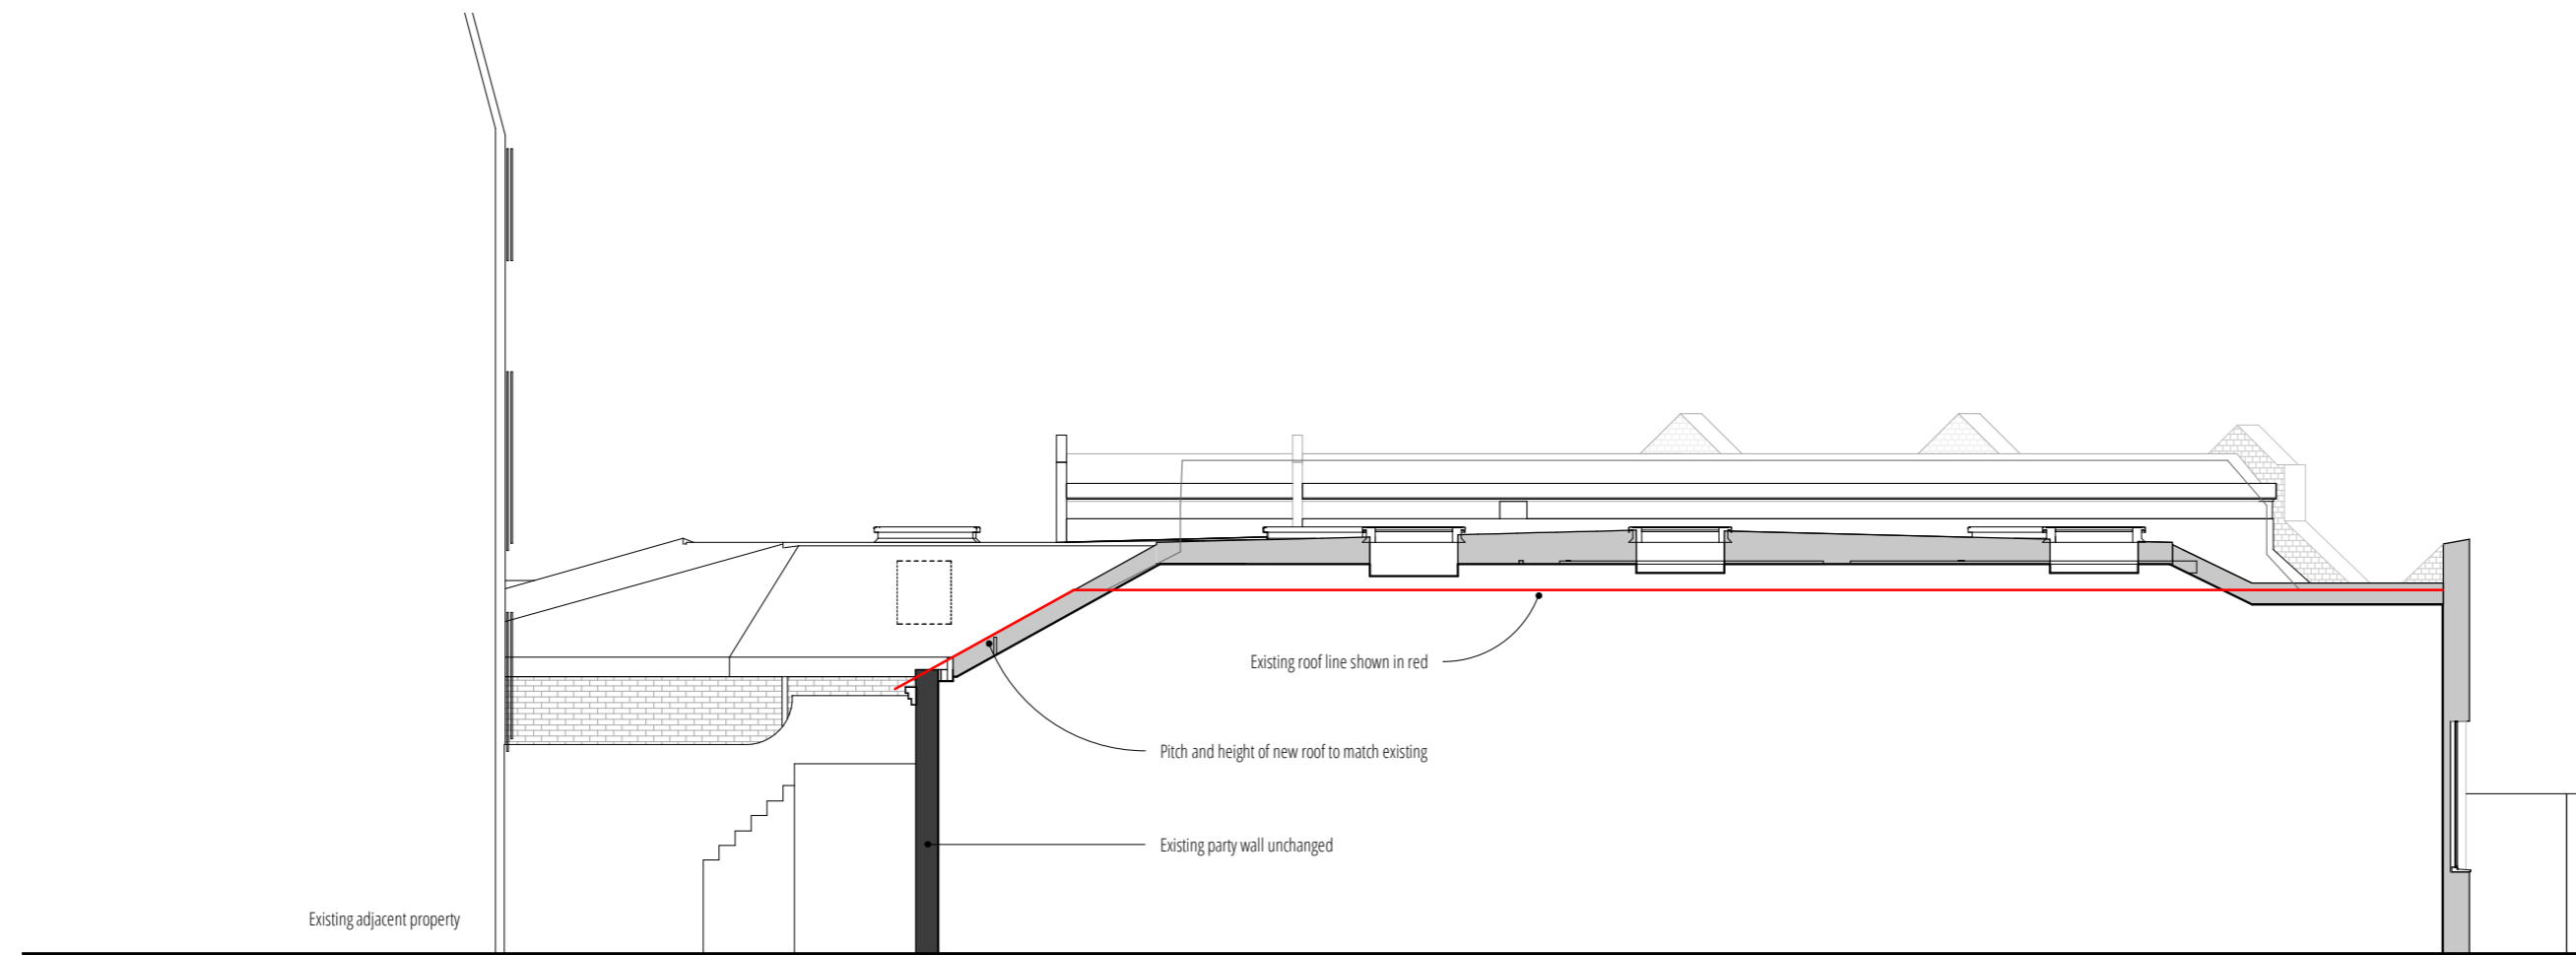 Existing roof line shown in red
Pitch and height of new roof to match existing
Existing party wall unchanged
Existing adjacent property